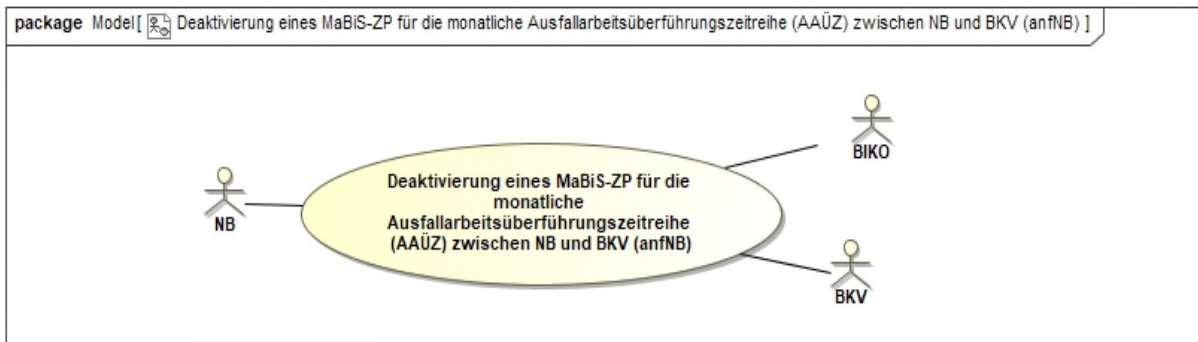 package Model[ Deaktivierung eines MaBiS-ZP für die monatliche Ausfallarbeitsüberführungszeitreihe (AAÜZ) zwischen NB und BKV (anfNB) ]
BIKO
Deaktivierung eines MaBiS-ZP für die
monatliche
Ausfallarbeitsüberführungszeitreihe
(AAÜZ) zwischen NB und BKV (anfNB)
NB
BKV